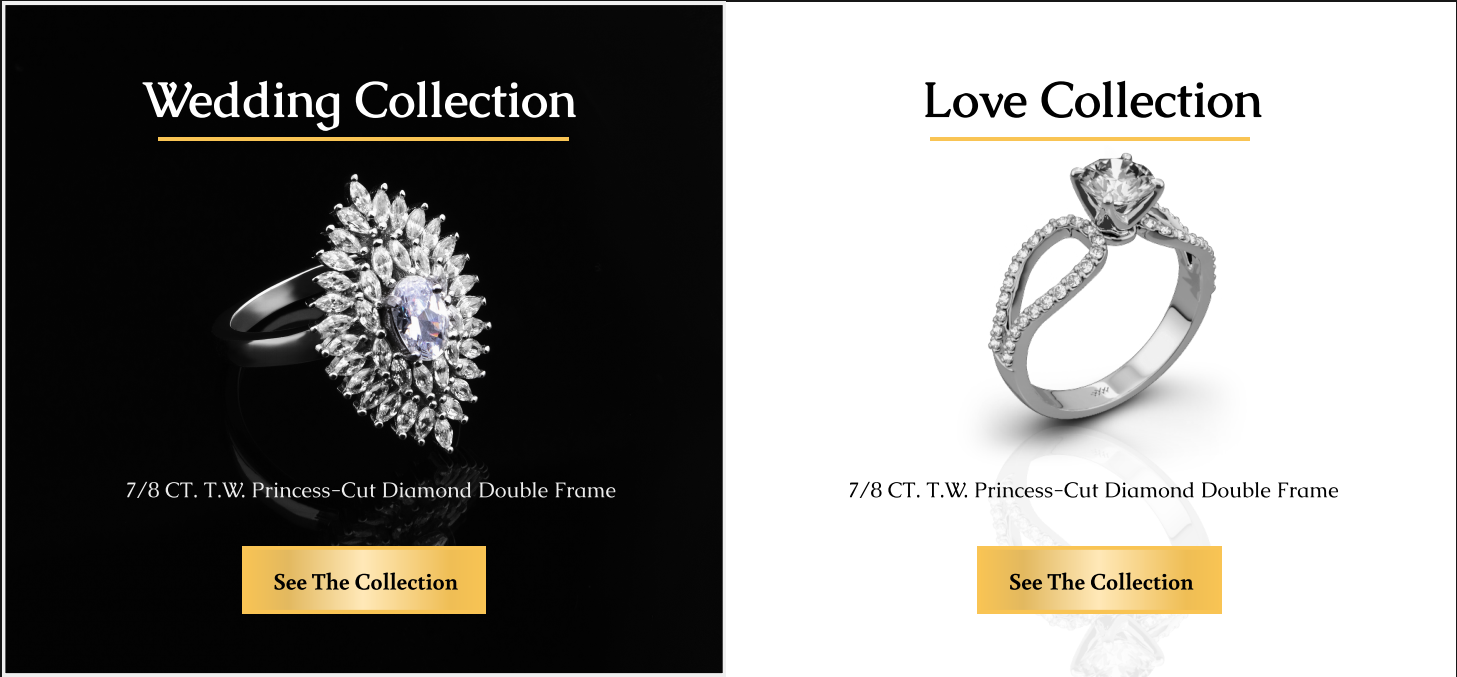 Wedding Collection
7/8 CT. T.W. Princess-Cut Diamond Double Frame
See The Collection
Love Collection
7/8 CT. T.W. Princess-Cut Diamond Double Frame
See The Collection